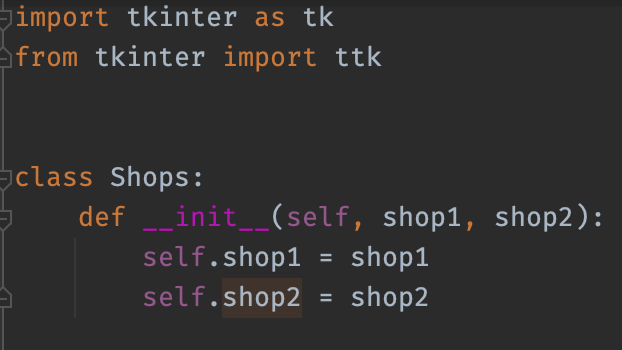 import tkinter as tk
from tkinter import ttk
class Shops:
    def __init__(self, shop1, shop2):
        self.shop1 = shop1
        self.shop2 = shop2